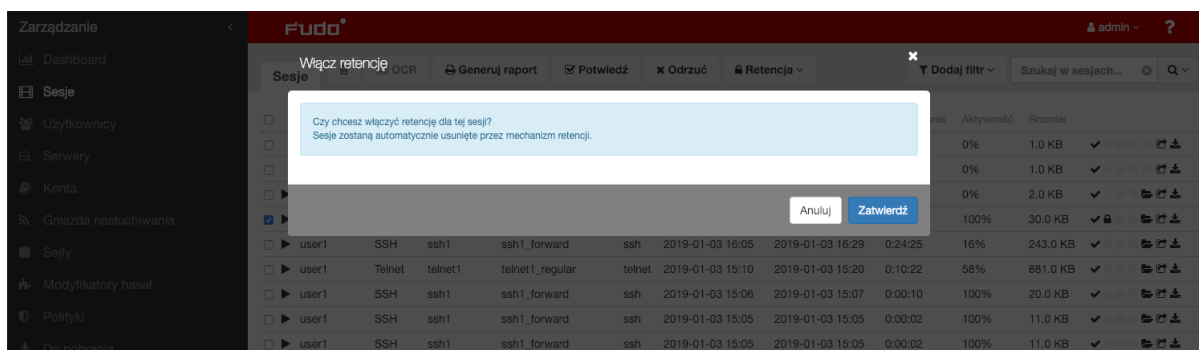 Zarządzanie
Fudo
admin
?
Dashboard
Sesje
Użytkownicy
Serwery
Konta
Gniazda nasłuchiwania
Sejfy
Modyfikatory haseł
Polityki
Do pobrania
Sesje
OCR
Generuj raport
Potwiedź
Odrzuć
Retencja
Dodaj filtr
Szukaj w sesjach...
Włącz retencję
Czy chcesz włączyć retencję dla tej sesji?
Sesje zostaną automatycznie usunięte przez mechanizm retencji.
Anuluj
Zatwierdź
Aktywność Rozmiar
0% 1.0 KB
0% 1.0 KB
0% 2.0 KB
100% 30.0 KB
user1 SSH ssh1 ssh1_forward ssh 2019-01-03 16:05 2019-01-03 16:29 0:24:25 16% 243.0 KB
user1 Telnet telnet1 telnet1_regular telnet 2019-01-03 15:10 2019-01-03 15:20 0:10:22 58% 881.0 KB
user1 SSH ssh1 ssh1_forward ssh 2019-01-03 15:06 2019-01-03 15:07 0:00:10 100% 20.0 KB
user1 SSH ssh1 ssh1_forward ssh 2019-01-03 15:05 2019-01-03 15:05 0:00:02 100% 11.0 KB
user1 SSH ssh1 ssh1_forward ssh 2019-01-03 15:05 2019-01-03 15:05 0:00:02 100% 11.0 KB